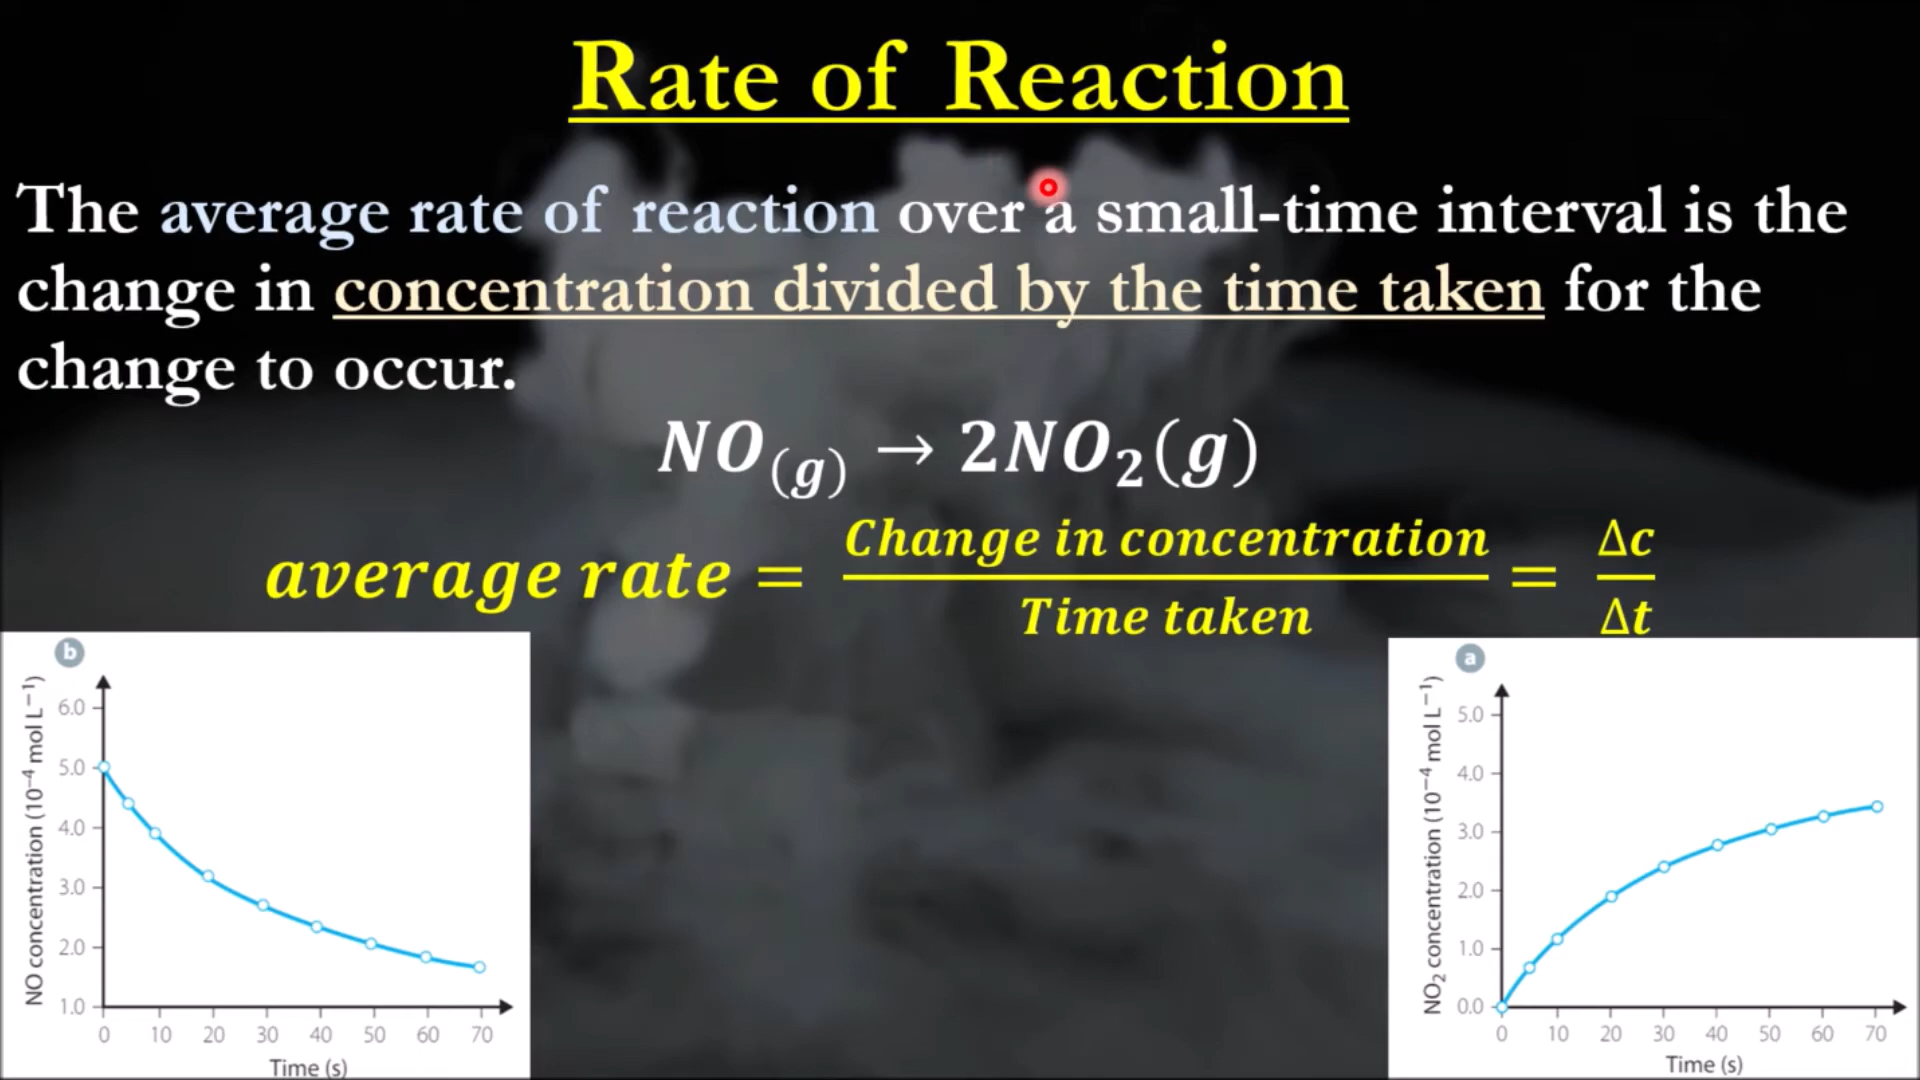 Rate of Reaction
The average rate of reaction over a small-time interval is the
change in concentration divided by the time taken for the
change to occur.
NO(g) → 2NO₂(g)
average rate = Change in concentration / Time taken = Δc / Δt
b
NO concentration (10⁻⁴ mol L⁻¹)
6.0
5.0
4.0
3.0
2.0
1.0
0 10 20 30 40 50 60 70
Time (s)
a
NO₂ concentration (10⁻⁴ mol L⁻¹)
5.0
4.0
3.0
2.0
1.0
0.0
0 10 20 30 40 50 60 70
Time (s)